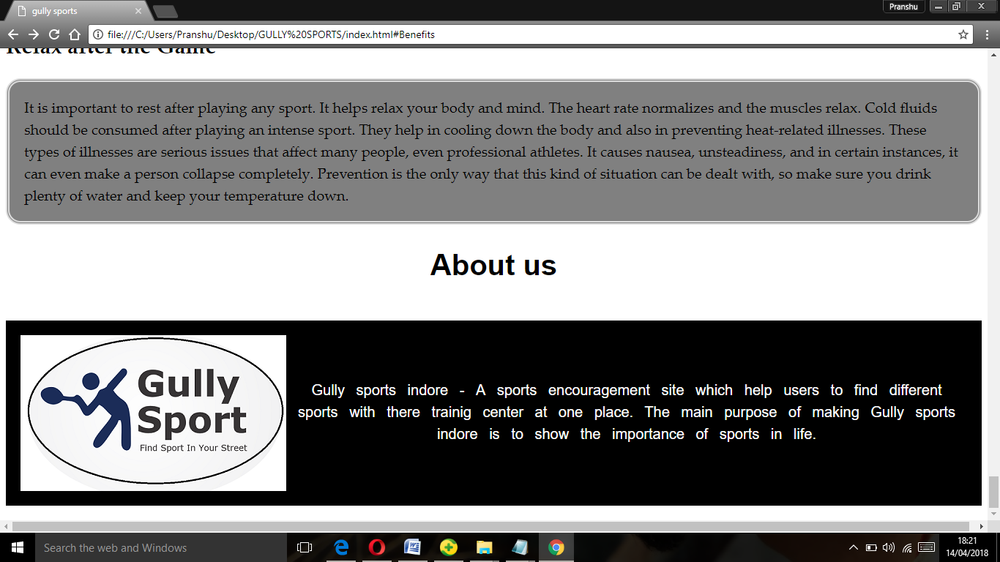 gully sports
Pranshu
file:///C:/Users/Pranshu/Desktop/GULLY%20SPORTS/index.html#Benefits
Relax after the Game
It is important to rest after playing any sport. It helps relax your body and mind. The heart rate normalizes and the muscles relax. Cold fluids
should be consumed after playing an intense sport. They help in cooling down the body and also in preventing heat-related illnesses. These
types of illnesses are serious issues that affect many people, even professional athletes. It causes nausea, unsteadiness, and in certain instances, it
can even make a person collapse completely. Prevention is the only way that this kind of situation can be dealt with, so make sure you drink
plenty of water and keep your temperature down.
About us
Gully
Sport
Find Sport In Your Street
Gully sports indore - A sports encouragement site which help users to find different
sports with there trainig center at one place. The main purpose of making Gully sports
indore is to show the importance of sports in life.
Search the web and Windows
18:21
14/04/2018